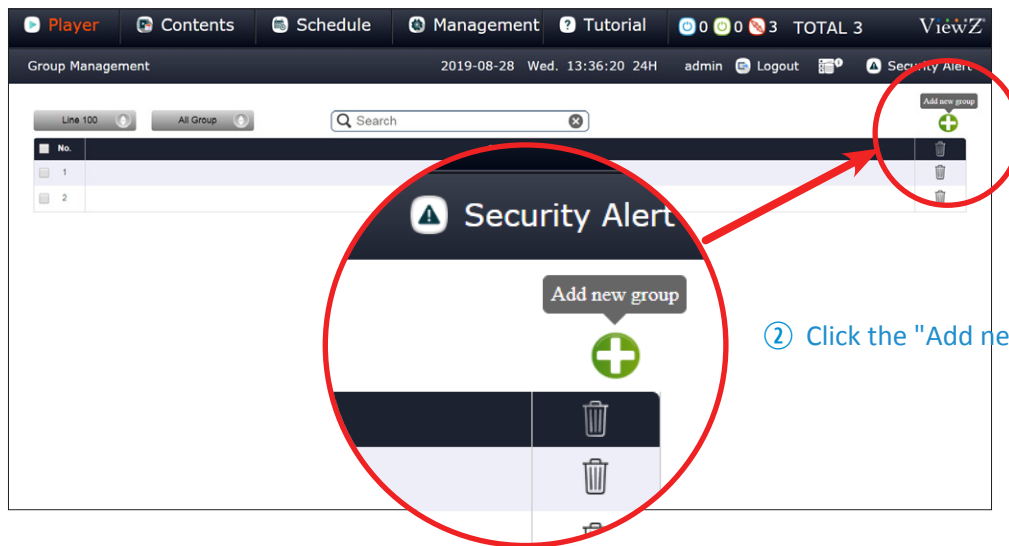 Player Contents Schedule Management Tutorial 0 0 3 TOTAL 3 ViewZ
Group Management 2019-08-28 Wed. 13:36:20 24H admin Logout 0 Security Alert
Add new group
Line 100 All Group Search
No.
1
2
Security Alert
Add new group
② Click the "Add ne